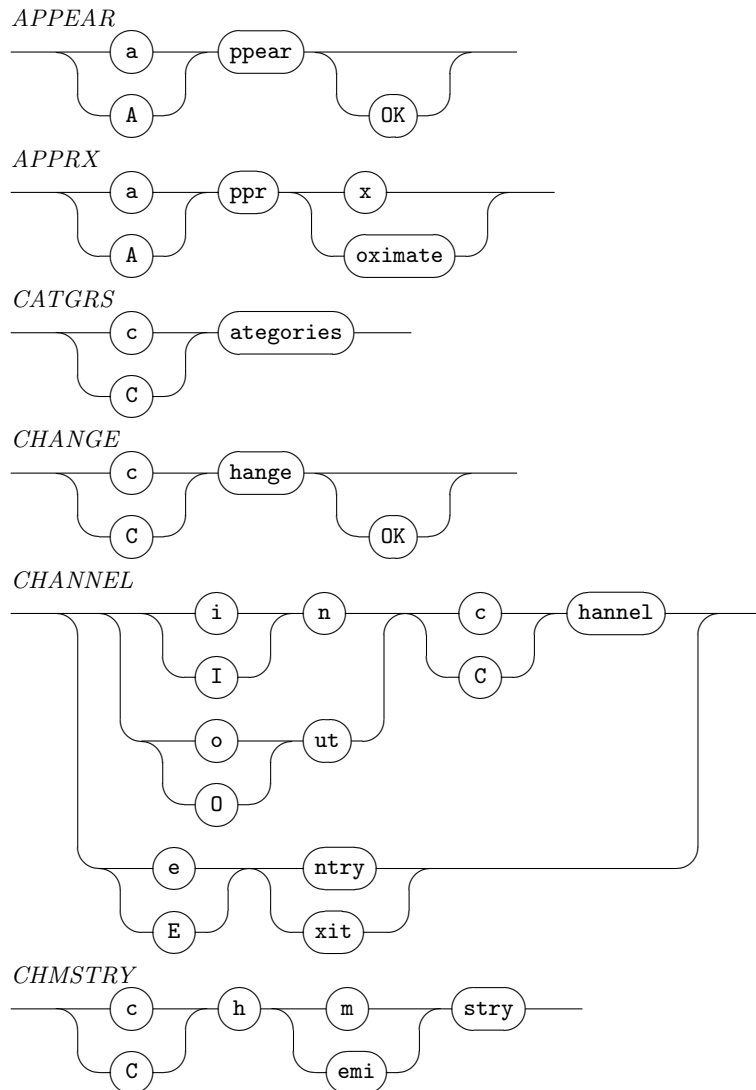 APPEAR
a ppear
A OK
APPRX
a ppr x
A oximate
CATGRS
c ategories
C
CHANGE
c hange
C OK
CHANNEL
i n c hannel
I C
o ut
O
e ntry
E xit
CHMSTRY
c h m stry
C emi